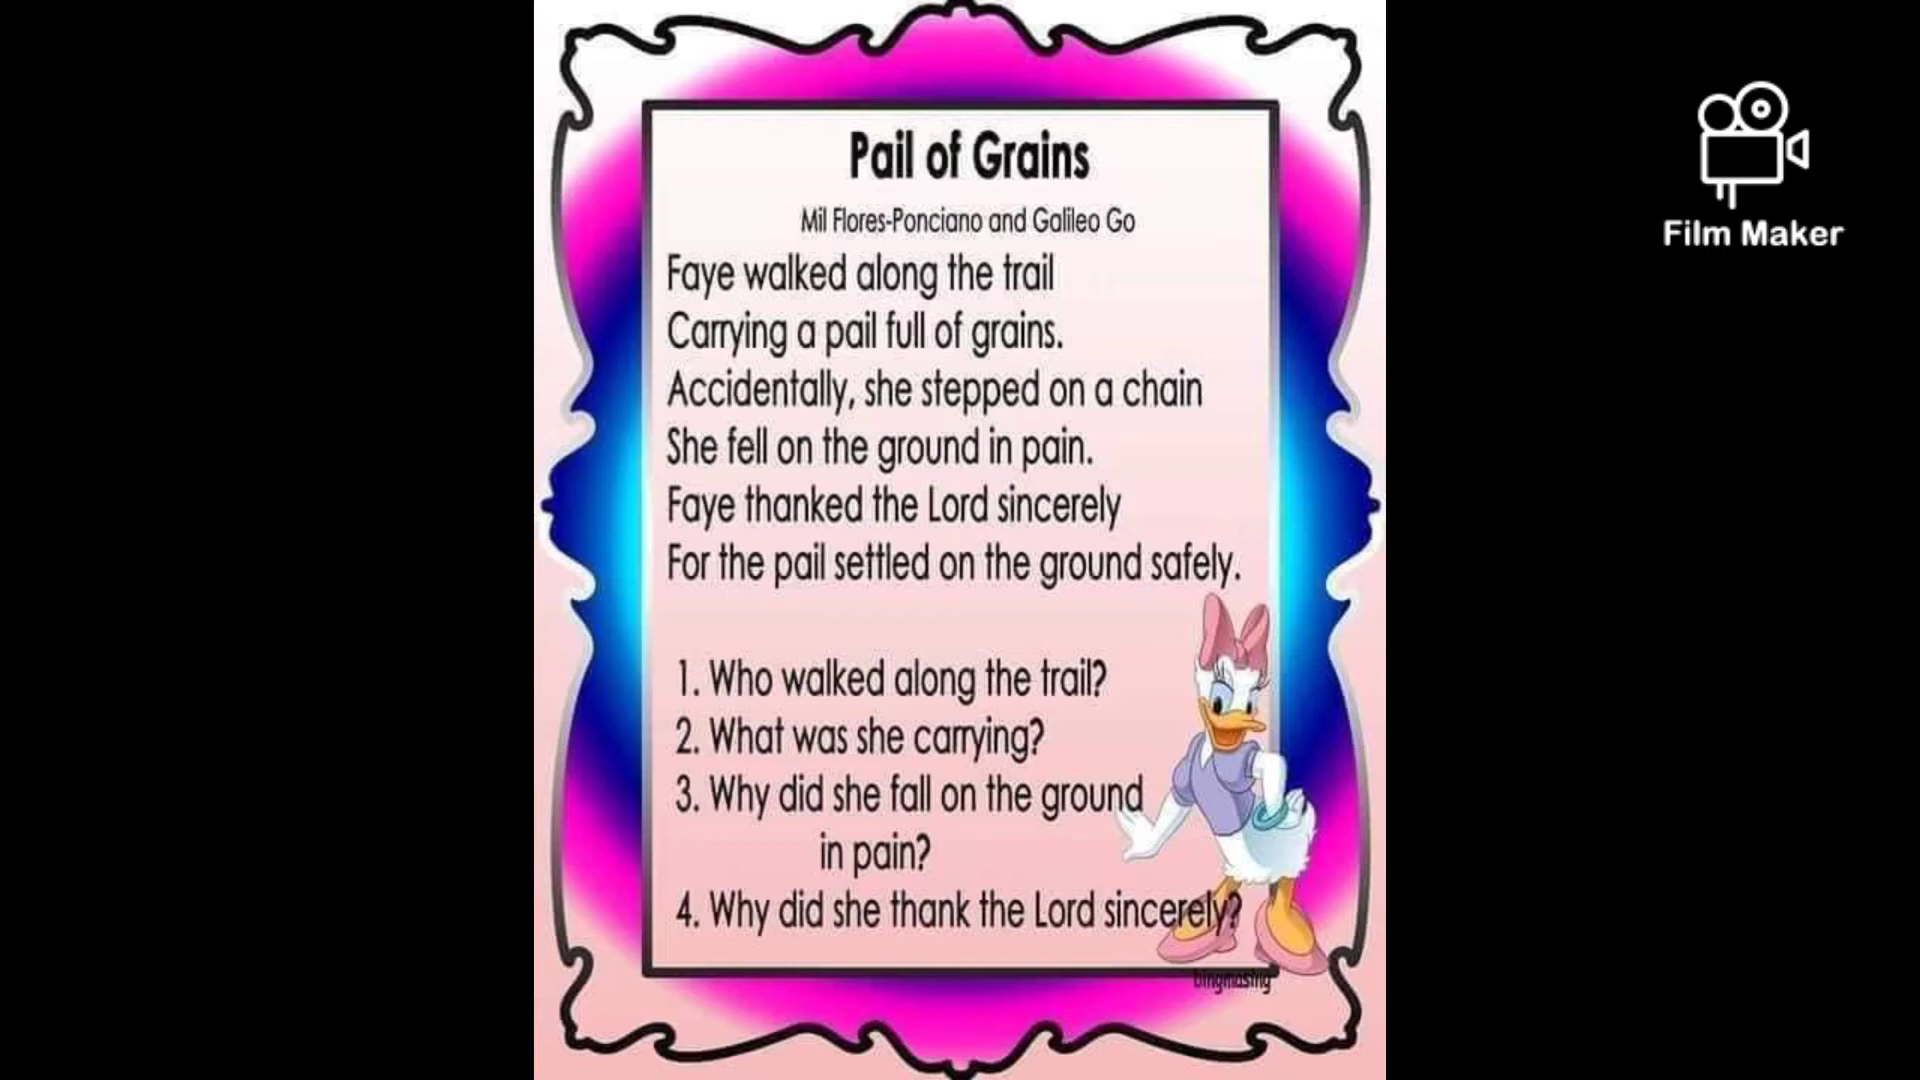 Pail of Grains
Mil Flores-Ponciano and Galileo Go
Faye walked along the trail
Carrying a pail full of grains.
Accidentally, she stepped on a chain
She fell on the ground in pain.
Faye thanked the Lord sincerely
For the pail settled on the ground safely.
1. Who walked along the trail?
2. What was she carrying?
3. Why did she fall on the ground
in pain?
4. Why did she thank the Lord sincerely?
bingmasing
Film Maker